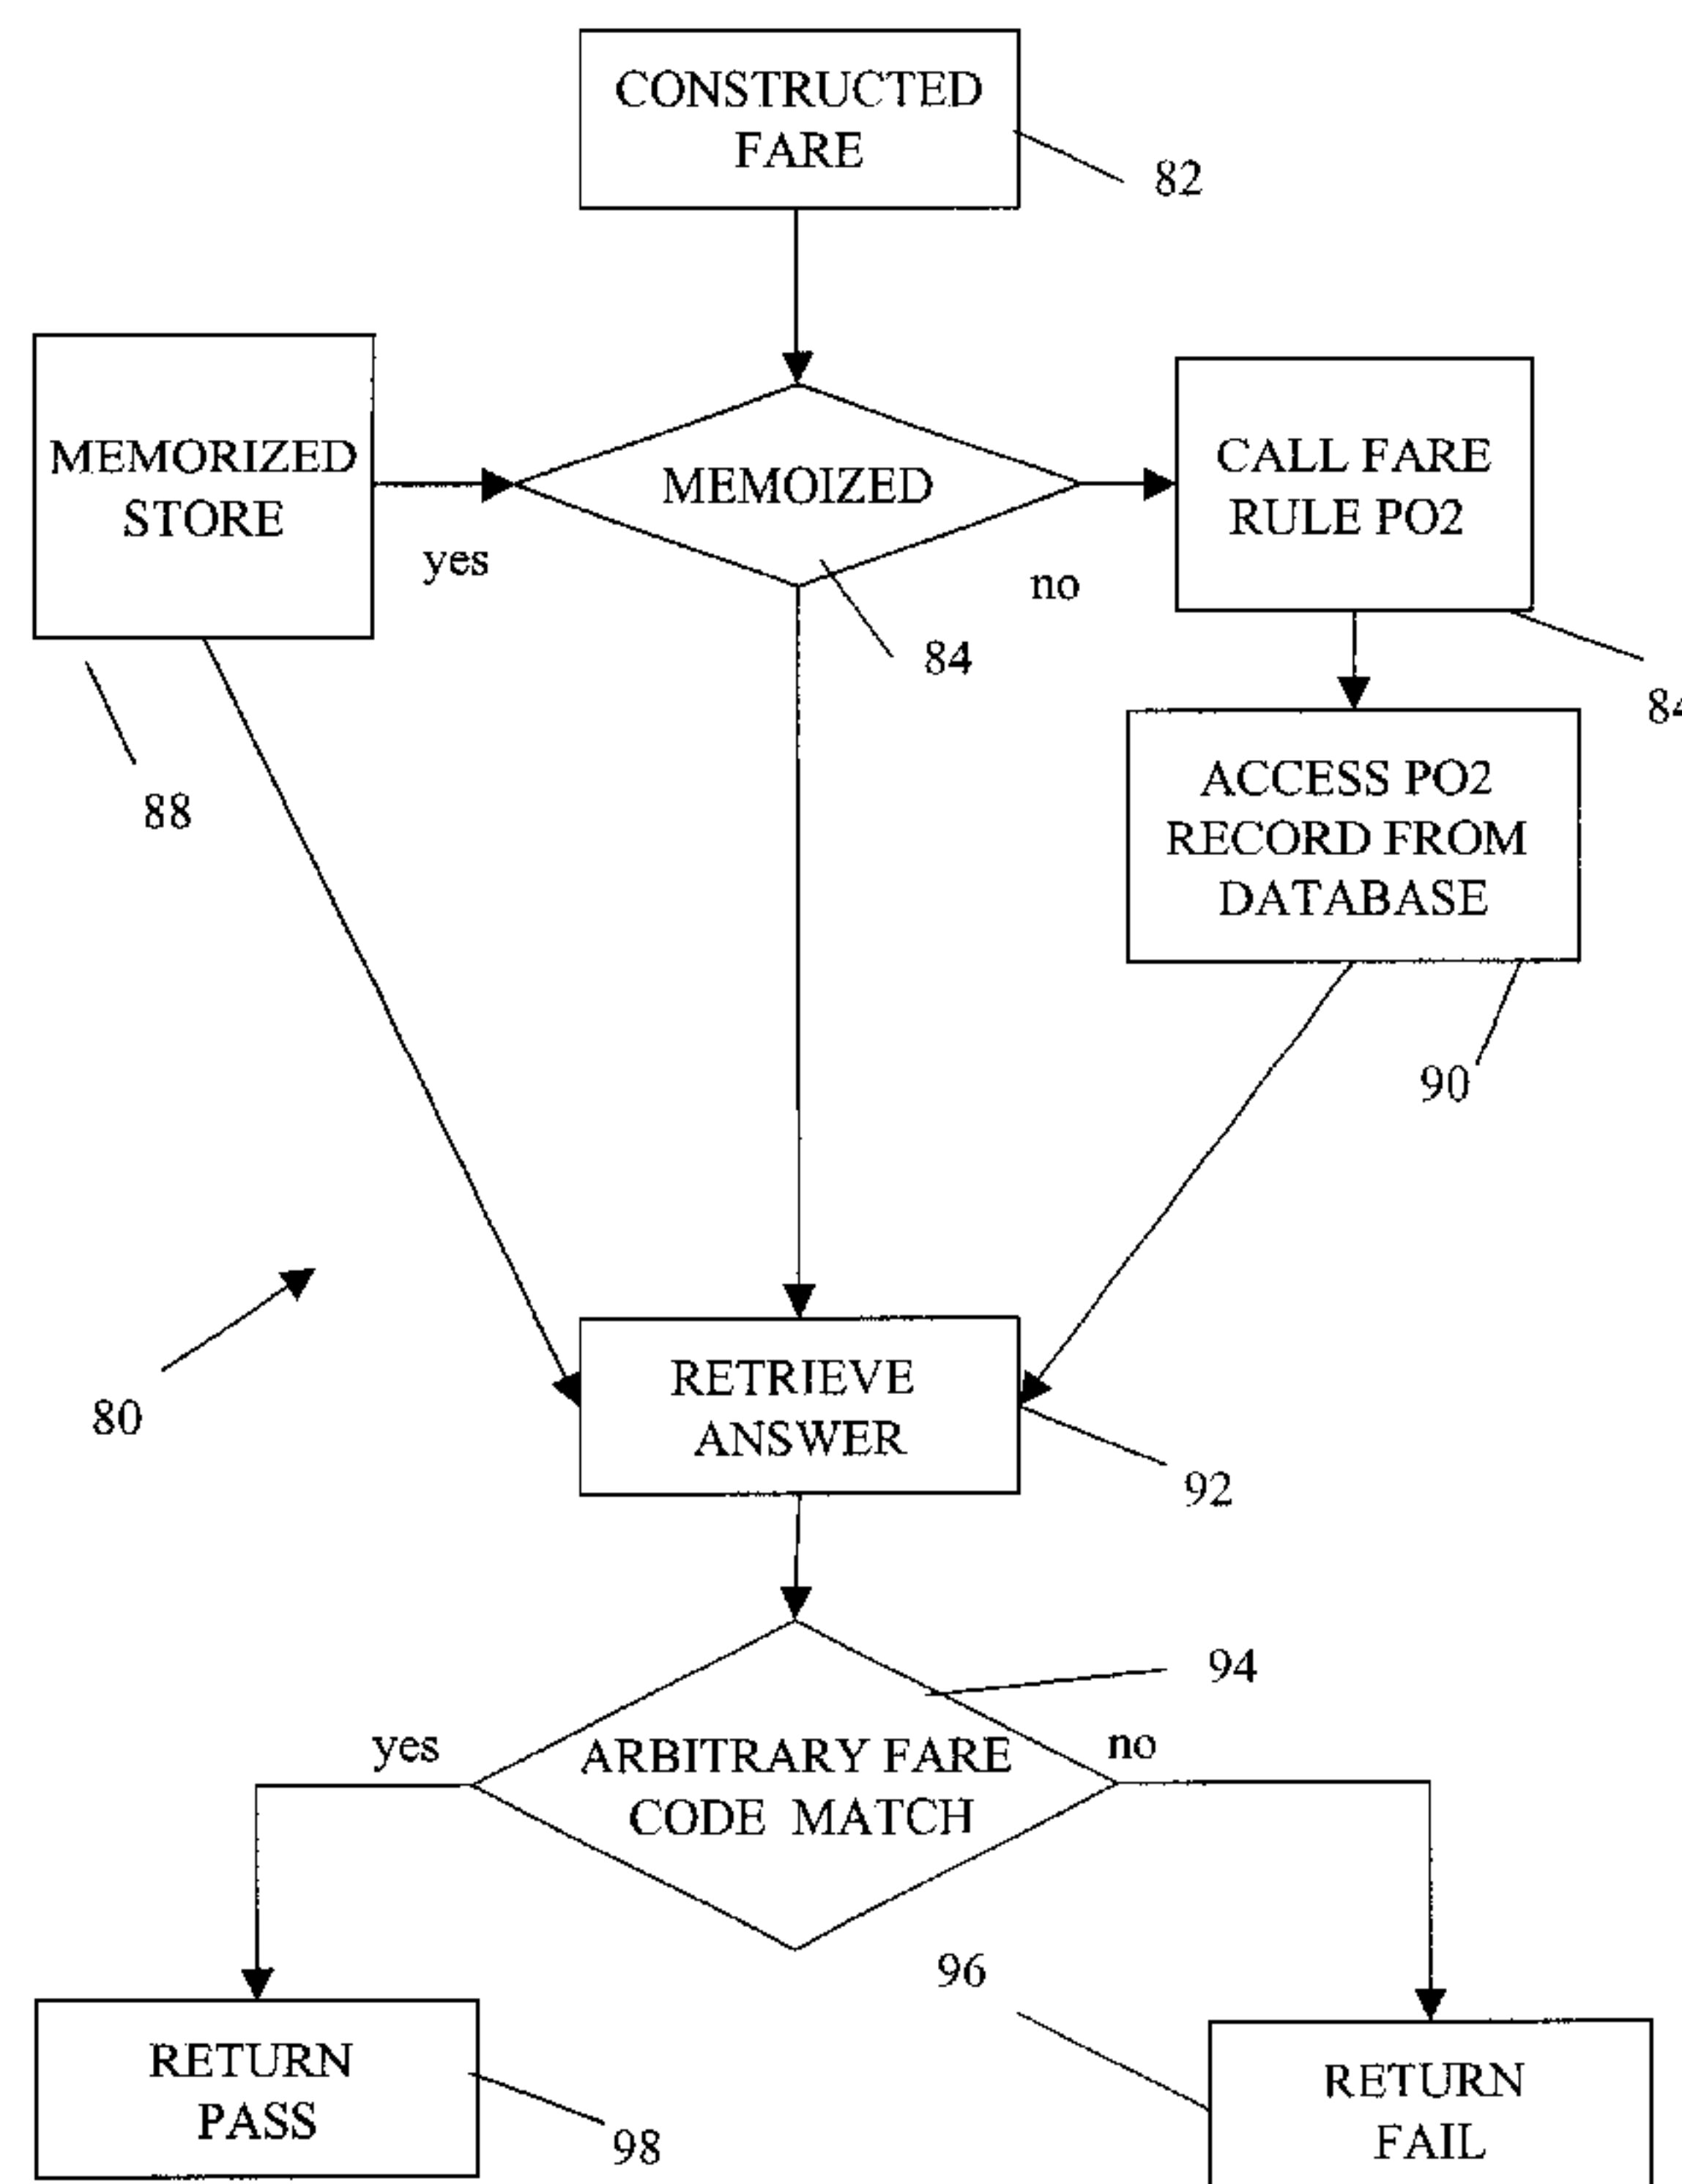 CONSTRUCTED
FARE
82
MEMORIZED
STORE
yes
MEMOIZED
no
CALL FARE
RULE PO2
84
84
88
ACCESS PO2
RECORD FROM
DATABASE
90
80
RETRIEVE
ANSWER
92
94
yes
ARBITRARY FARE
CODE MATCH
no
96
RETURN
PASS
98
RETURN
FAIL